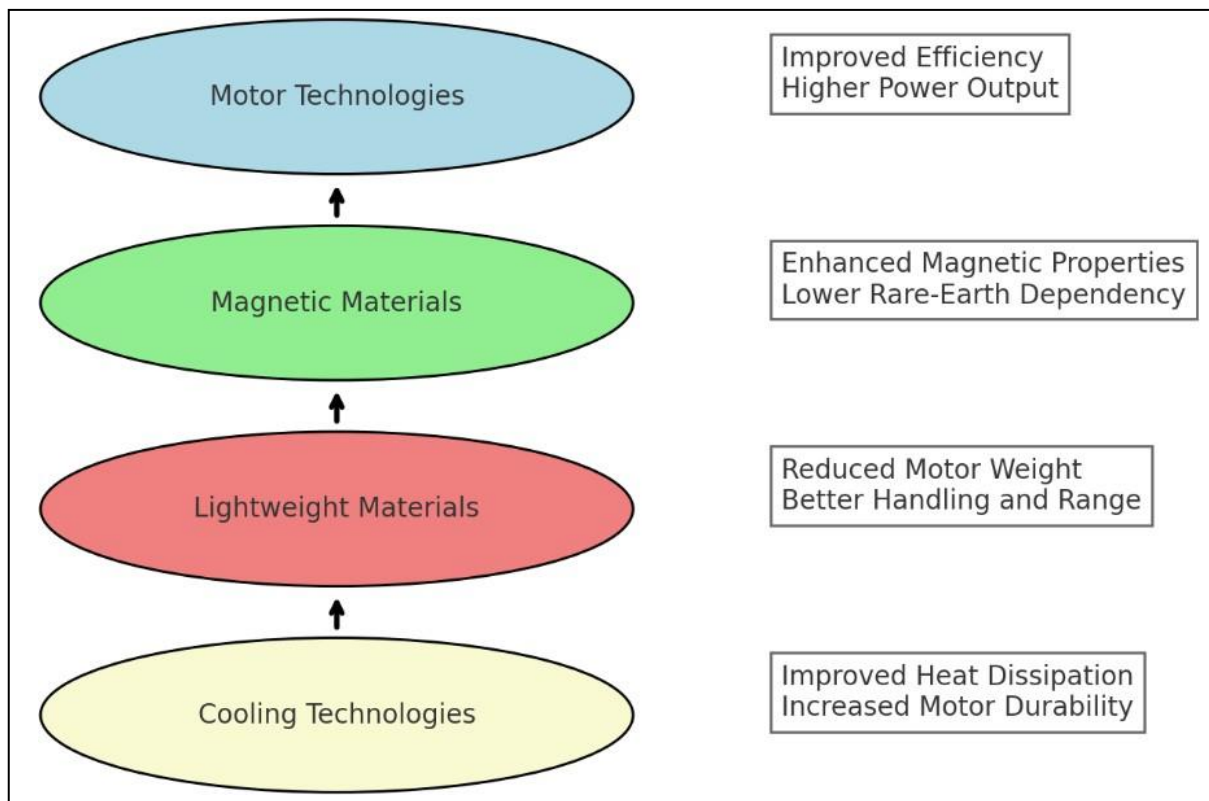 Motor Technologies
Improved Efficiency
Higher Power Output
Magnetic Materials
Enhanced Magnetic Properties
Lower Rare-Earth Dependency
Lightweight Materials
Reduced Motor Weight
Better Handling and Range
Cooling Technologies
Improved Heat Dissipation
Increased Motor Durability